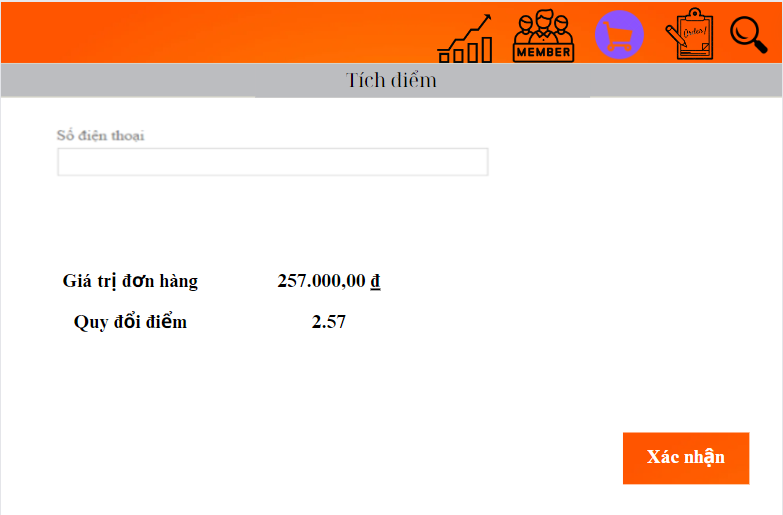 MEMBER
Order!
Tích điểm
Số điện thoại
Giá trị đơn hàng 257.000,00 ₫
Quy đổi điểm 2.57
Xác nhận